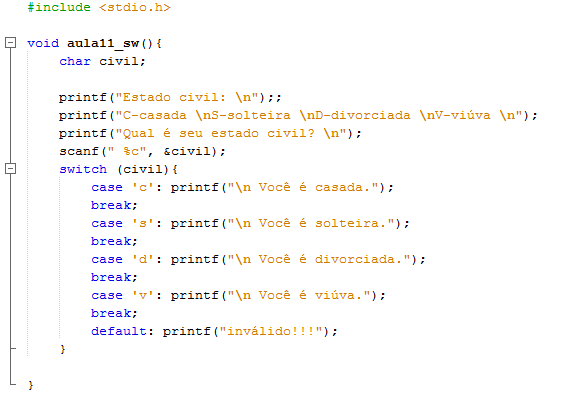 #include <stdio.h>
void aula11_sw(){
char civil;
printf("Estado civil: \n");;
printf("C-casada \nS-solteira \nD-divorciada \nV-viúva \n");
printf("Qual é seu estado civil? \n");
scanf(" %c", &civil);
switch (civil){
case 'c': printf("\n Você é casada.");
break;
case 's': printf("\n Você é solteira.");
break;
case 'd': printf("\n Você é divorciada.");
break;
case 'v': printf("\n Você é viúva.");
break;
default: printf("inválido!!!");
}
}